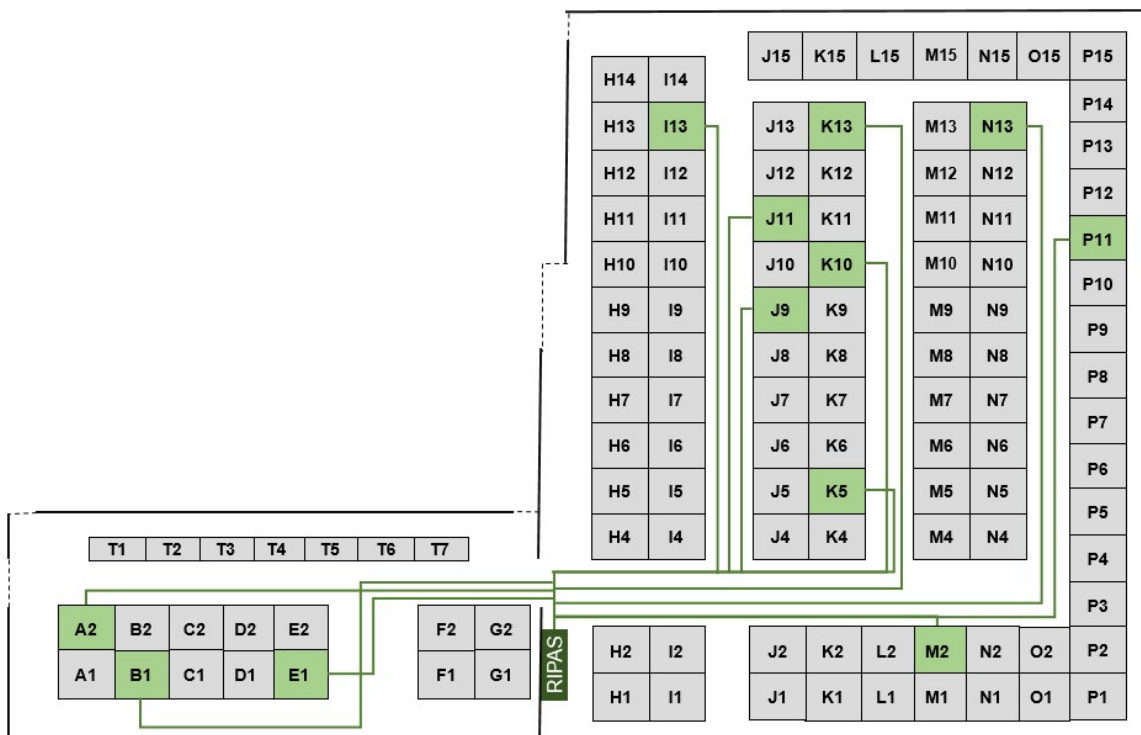 J15 K15 L15 M15 N15 O15 P15
H14 I14 P14
H13 I13 J13 K13 M13 N13 P13
H12 I12 J12 K12 M12 N12 P12
H11 I11 J11 K11 M11 N11 P11
H10 I10 J10 K10 M10 N10 P10
H9 I9 J9 K9 M9 N9 P9
H8 I8 J8 K8 M8 N8 P8
H7 I7 J7 K7 M7 N7 P7
H6 I6 J6 K6 M6 N6 P6
H5 I5 J5 K5 M5 N5 P5
H4 I4 J4 K4 M4 N4 P4
T1 T2 T3 T4 T5 T6 T7
P3
A2 B2 C2 D2 E2 F2 G2 H2 I2 J2 K2 L2 M2 N2 O2 P2
RIPAS
A1 B1 C1 D1 E1 F1 G1 H1 I1 J1 K1 L1 M1 N1 O1 P1